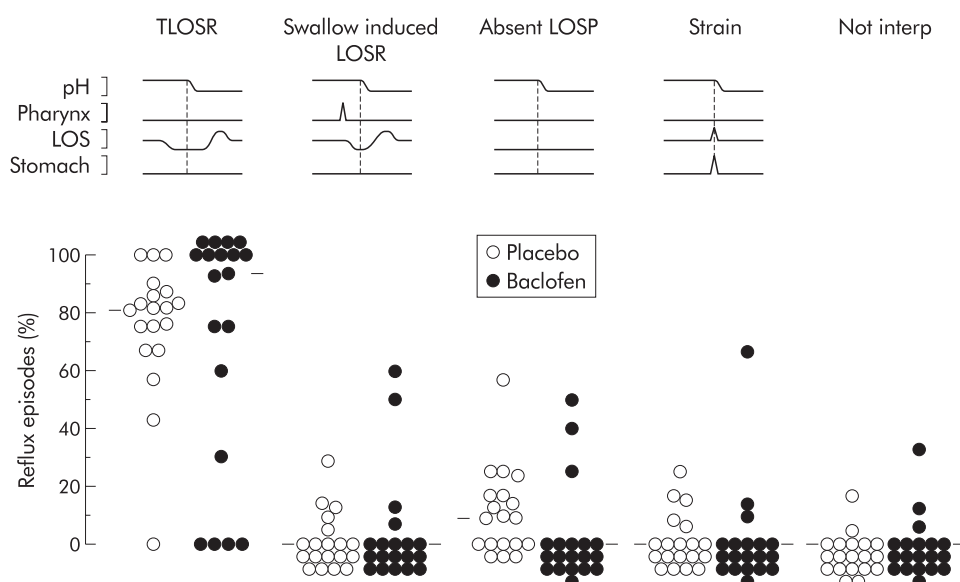 TLOSR
Swallow induced
LOSR
Absent LOSP
Strain
Not interp
pH
Pharynx
LOS
Stomach
Reflux episodes (%)
100
80
60
40
20
0
Placebo
Baclofen